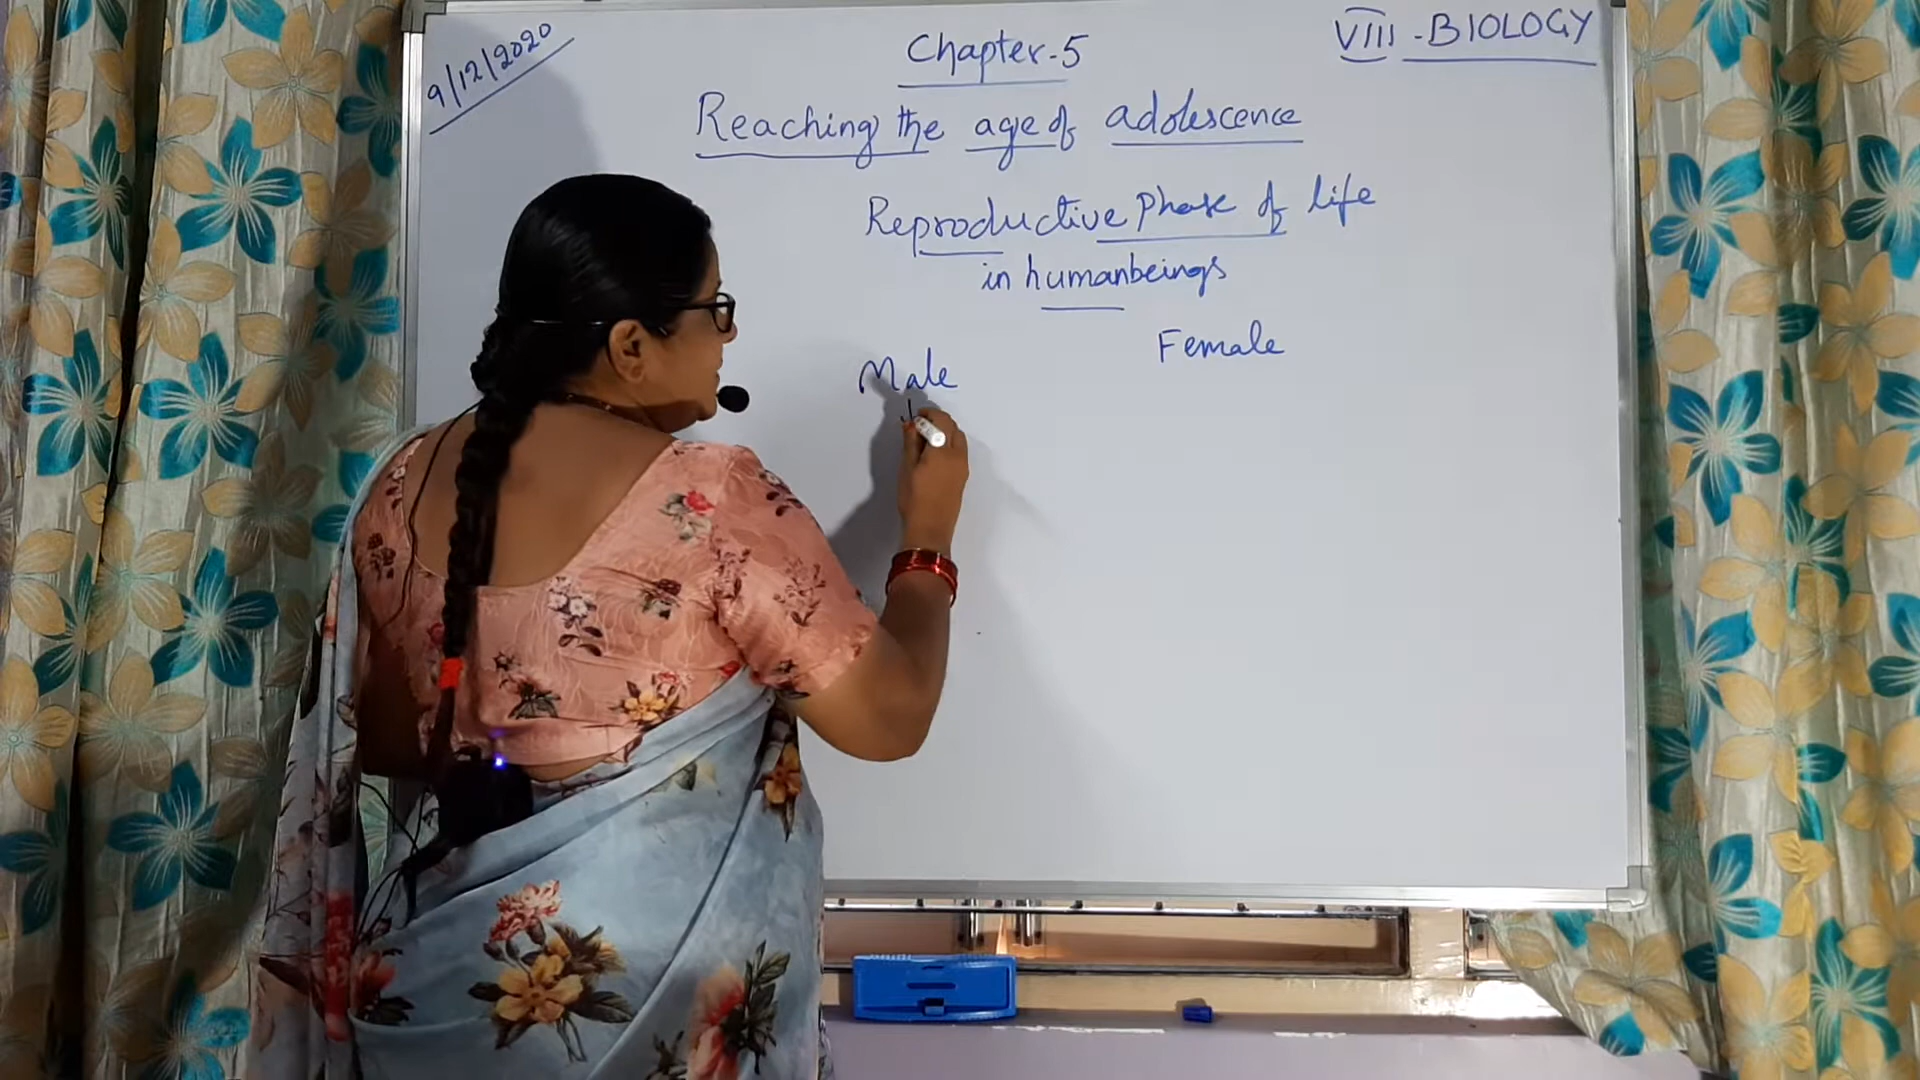 9/12/2020
Chapter-5
VIII - BIOLOGY
Reaching the age of adolescence
Reproductive Phase of life
in humanbeings
Male
Female